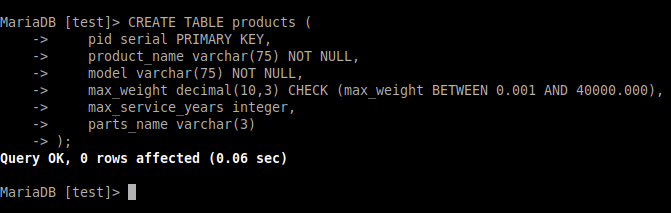 MariaDB [test]> CREATE TABLE products (
    ->     pid serial PRIMARY KEY,
    ->     product_name varchar(75) NOT NULL,
    ->     model varchar(75) NOT NULL,
    ->     max_weight decimal(10,3) CHECK (max_weight BETWEEN 0.001 AND 40000.000),
    ->     max_service_years integer,
    ->     parts_name varchar(3)
    -> );
Query OK, 0 rows affected (0.06 sec)
MariaDB [test]>